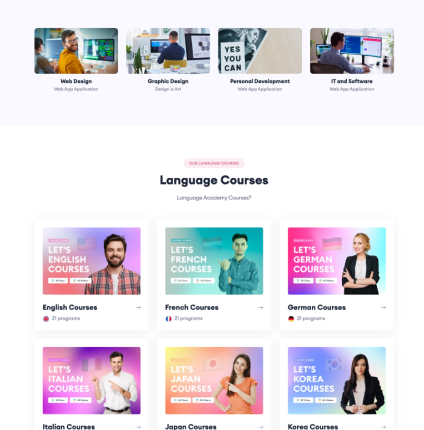 YES
YOU
CAN
Web Design
Graphic Design
Personal Development
IT and Software
Web App Application
Design is Art
Web App Application
Web App Application
OUR LANGUAGE COURSES
Language Courses
Language Academy Courses?
LET'S
ENGLISH
COURSES
LET'S
FRENCH
COURSES
LET'S
GERMAN
COURSES
English Courses
French Courses
German Courses
21 programs
21 programs
21 programs
LET'S
ITALIAN
COURSES
LET'S
JAPAN
COURSES
LET'S
KOREA
COURSES
Italian Courses
Japan Courses
Korea Courses